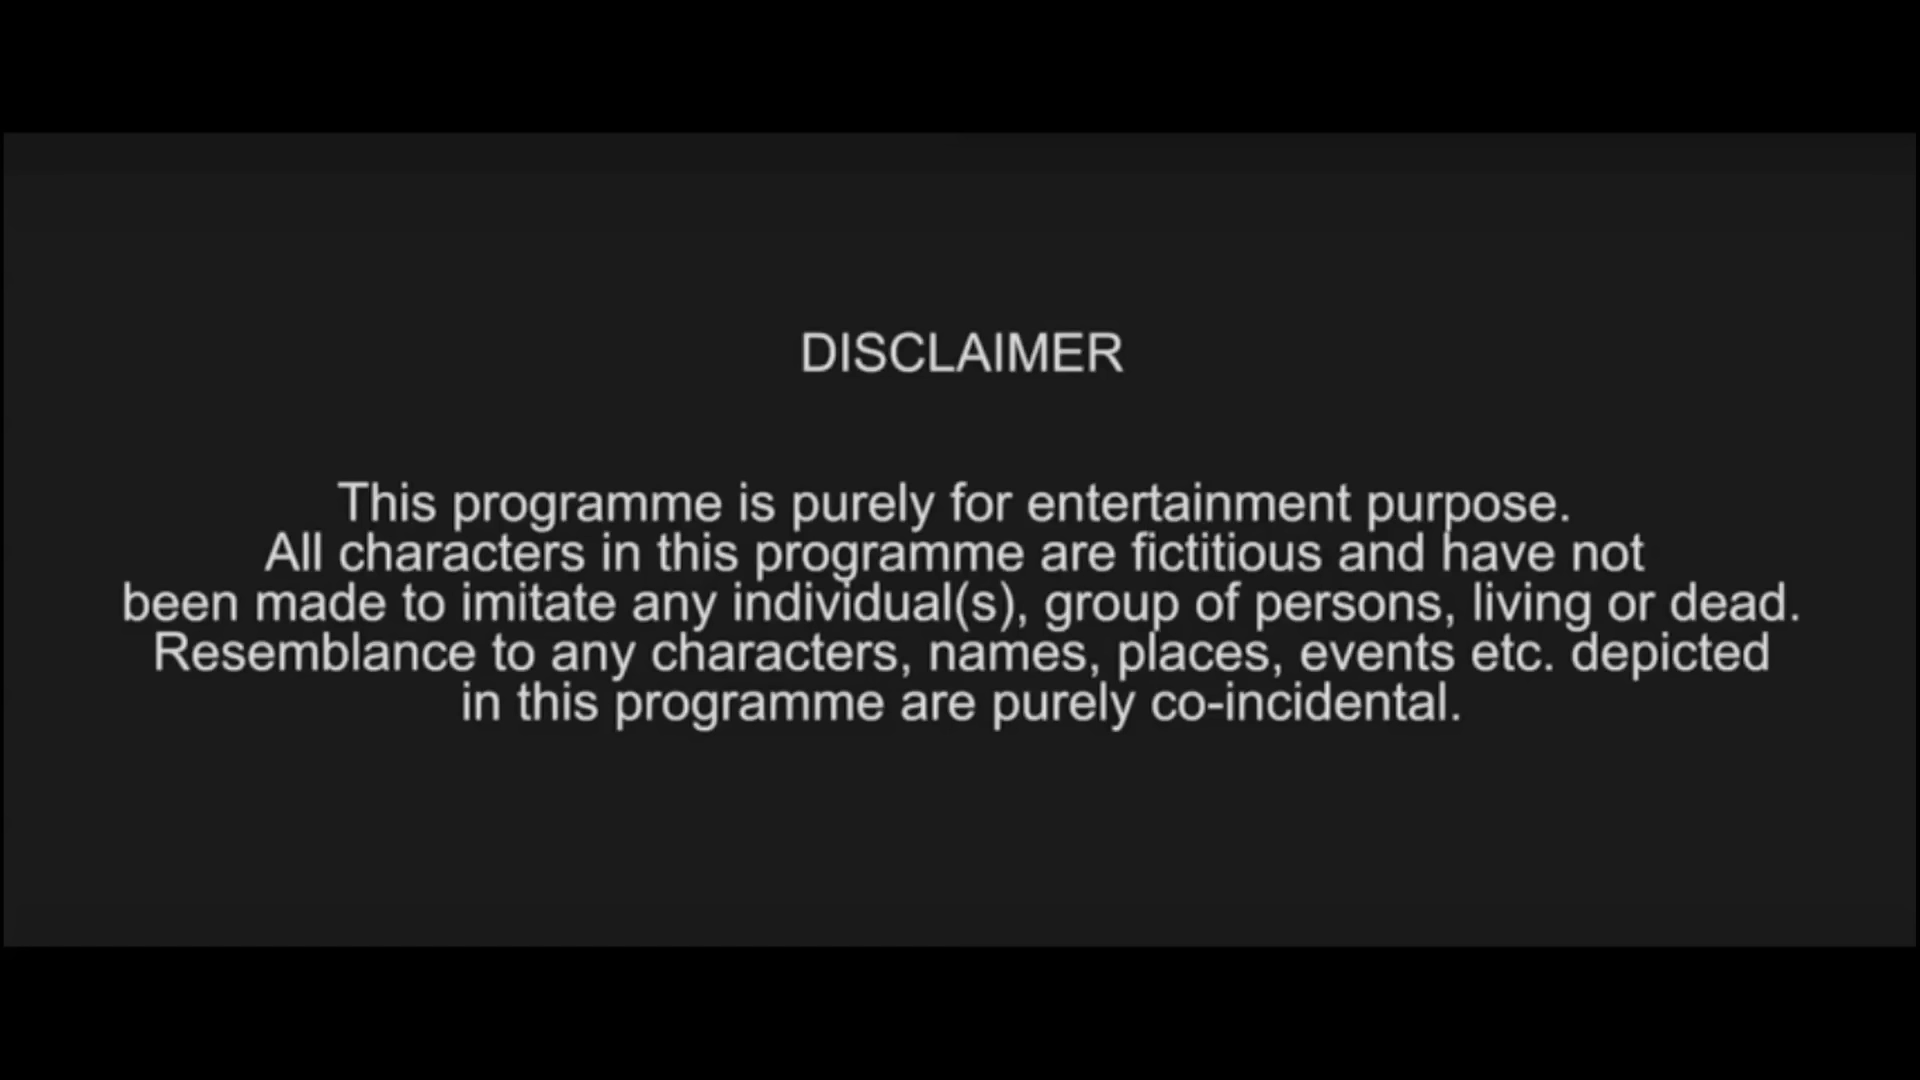 DISCLAIMER
This programme is purely for entertainment purpose.
All characters in this programme are fictitious and have not
been made to imitate any individual(s), group of persons, living or dead.
Resemblance to any characters, names, places, events etc. depicted
in this programme are purely co-incidental.